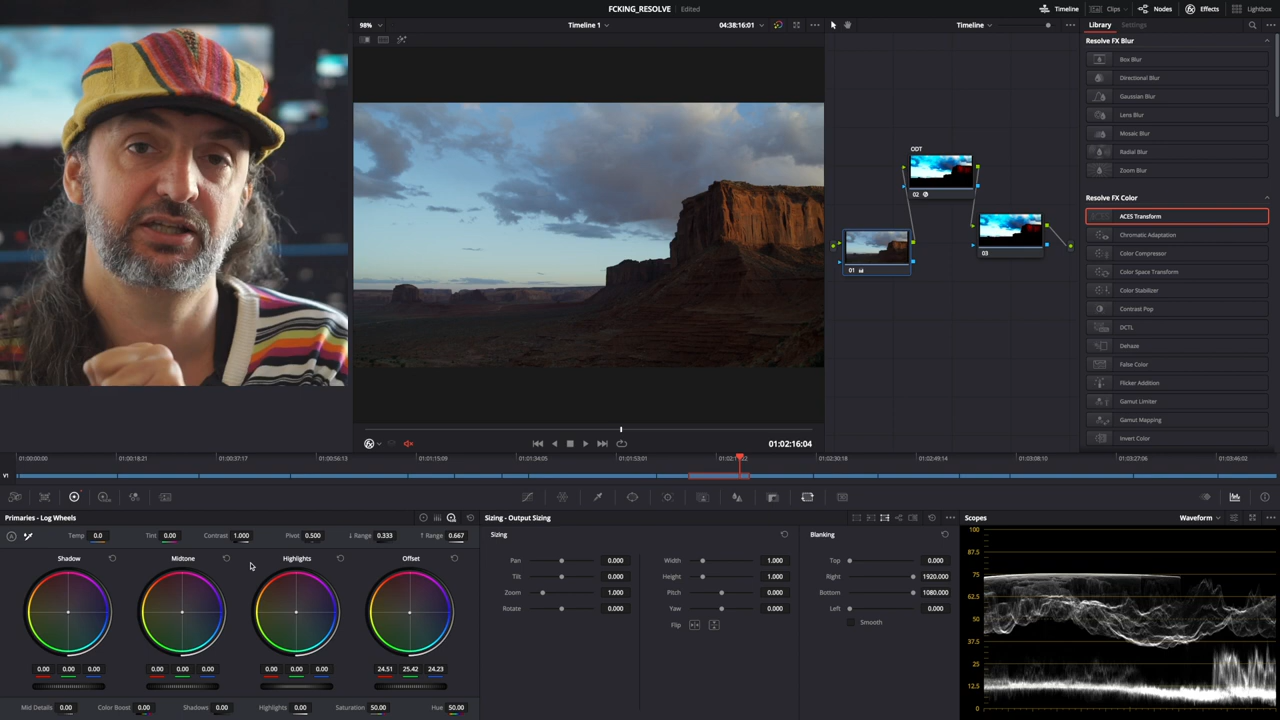 FCKING_RESOLVE Edited
Timeline Clips Nodes Effects Lightbox
98% Timeline 1 04:38:16:01 Timeline Library Settings
Resolve FX Blur
Box Blur
Directional Blur
Gaussian Blur
Lens Blur
Mosaic Blur
Radial Blur
Zoom Blur
Resolve FX Color
ACES Transform
Chromatic Adaptation
Color Compressor
Color Space Transform
Color Stabilizer
Contrast Pop
DCTL
Dehaze
False Color
Flicker Addition
Gamut Limiter
Gamut Mapping
Invert Color
ODT
02
03
01
01:02:16:04
01:00:00:00 01:00:18:21 01:00:37:17 01:00:56:13 01:01:15:09 01:01:34:05 01:01:53:01 01:02:30:18 01:02:49:14 01:03:08:10 01:03:27:06 01:03:46:02
V1
Primaries - Log Wheels
Temp 0.0 Tint 0.00 Contrast 1.000 Pivot 0.500 ↓ Range 0.333 ↑ Range 0.667
Shadow Midtone Highlights Offset
0.00 0.00 0.00 0.00 0.00 0.00 0.00 0.00 0.00 24.51 25.42 24.23
Mid Details 0.00 Color Boost 0.00 Shadows 0.00 Highlights 0.00 Saturation 50.00 Hue 50.00
Sizing - Output Sizing
Sizing
Pan 0.000 Width 1.000
Tilt 0.000 Height 1.000
Zoom 1.000 Pitch 0.000
Rotate 0.000 Yaw 0.000
Flip
Blanking
Top 0.000
Right 1920.000
Bottom 1080.000
Left 0.000
Smooth
Scopes Waveform
100
87.5
75
62.5
50
37.5
25
12.5
0